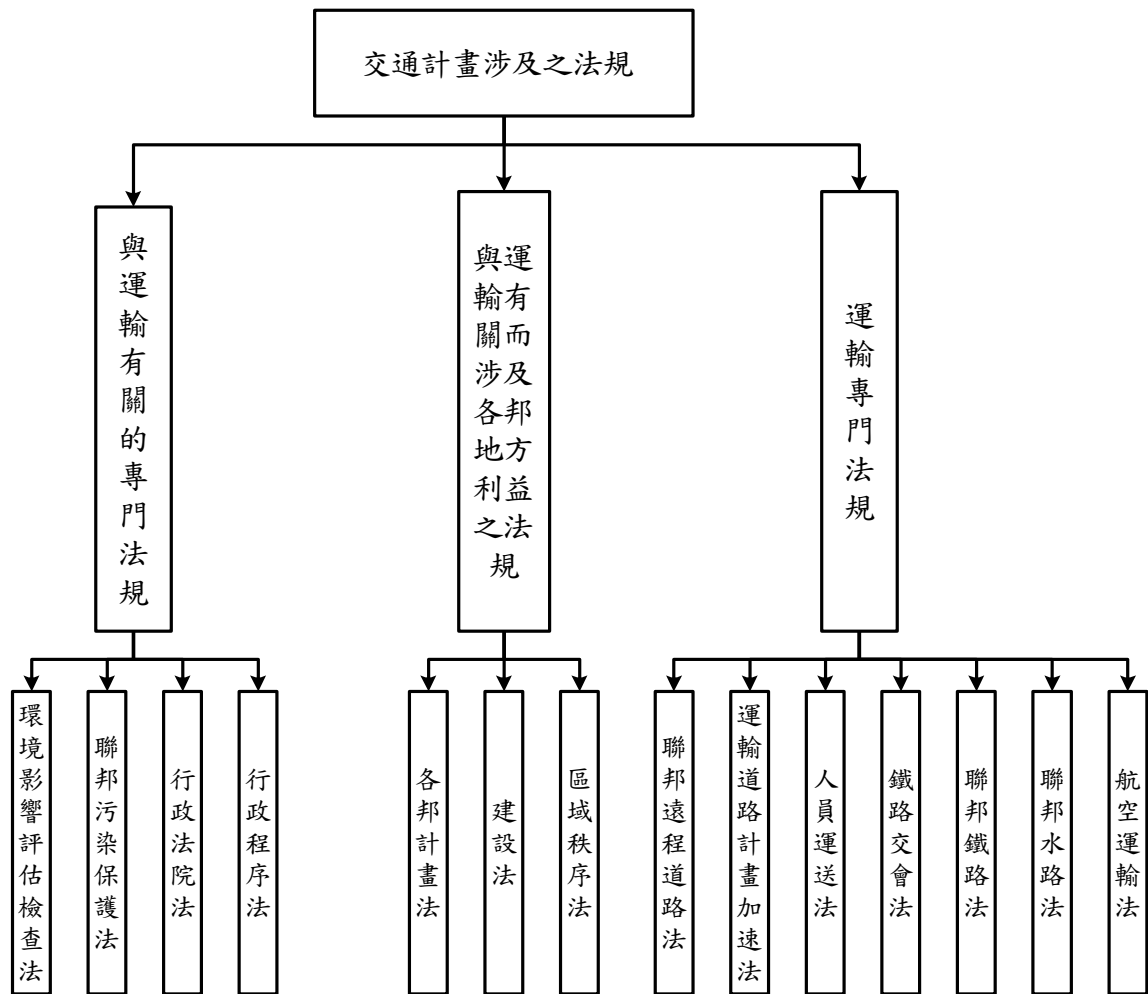 交通計畫涉及之法規
與運輸有關的專門法規
與運
輸有
關而
涉及
各邦
地方
利益
之法
規
運輸專門法規
環境影響評估檢查法
聯邦污染保護法
行政法院法
行政程序法
各邦計畫法
建設法
區域秩序法
聯邦遠程道路法
運輸道路計畫加速法
人員運送法
鐵路交會法
聯邦鐵路法
聯邦水路法
航空運輸法